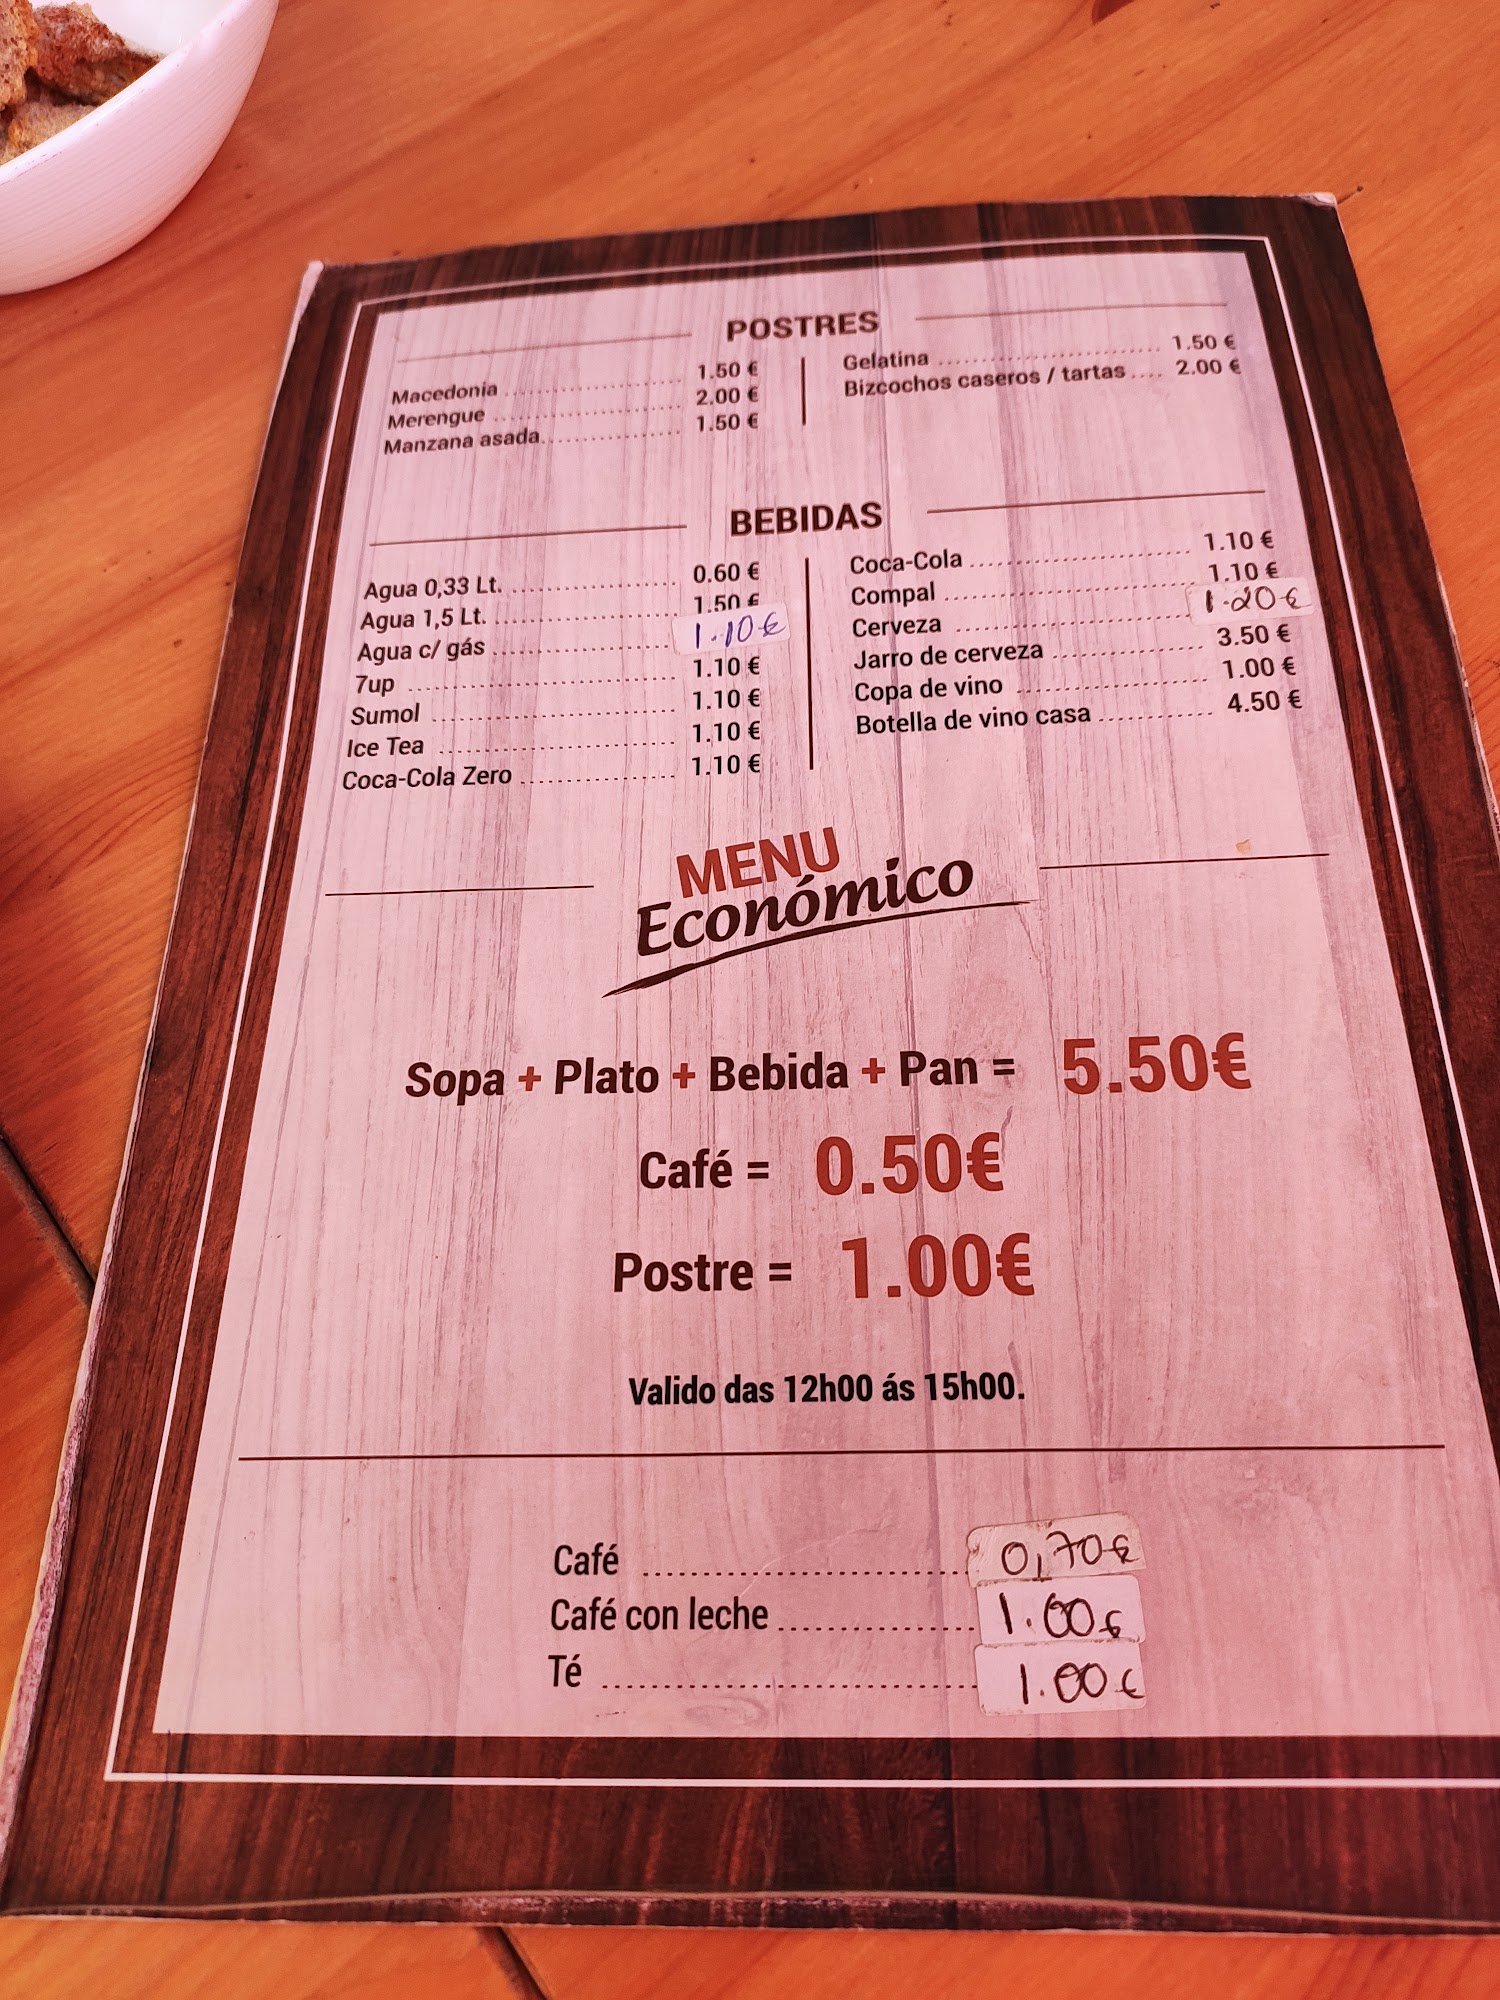 POSTRES
Macedonia ........ 1.50 €
Merengue ........ 2.00 €
Manzana asada ........ 1.50 €
Gelatina ........ 1.50 €
Bizcochos caseros / tartas .... 2.00 €
BEBIDAS
Agua 0,33 Lt. ........ 0.60 €
Agua 1,5 Lt. ........ 1.50 €
Agua c/ gás ........ 1.10 €
7up ........ 1.10 €
Sumol ........ 1.10 €
Ice Tea ........ 1.10 €
Coca-Cola Zero ........ 1.10 €
Coca-Cola ........ 1.10 €
Compal ........ 1.10 €
Cerveza ........ 1.20 €
Jarro de cerveza ........ 3.50 €
Copa de vino ........ 1.00 €
Botella de vino casa ........ 4.50 €
MENU
Económico
Sopa + Plato + Bebida + Pan = 5.50€
Café = 0.50€
Postre = 1.00€
Valido das 12h00 ás 15h00.
Café ........ 0,70€
Café con leche ........ 1.00€
Té ........ 1.00€